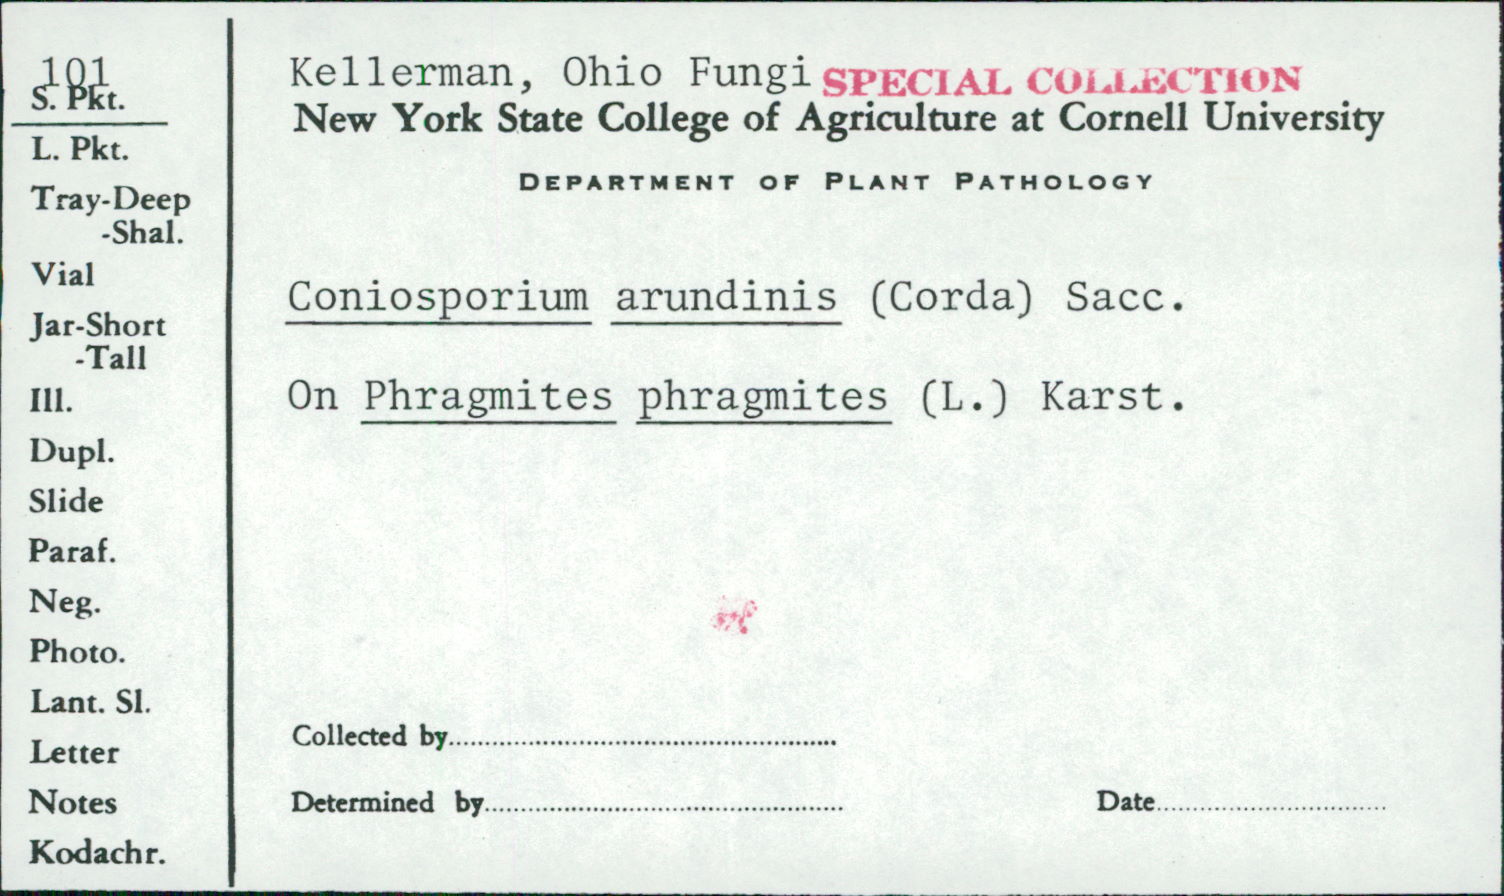 101
S. Pkt.
L. Pkt.
Tray-Deep
-Shal.
Vial
Jar-Short
-Tall
Ill.
Dupl.
Slide
Paraf.
Neg.
Photo.
Lant. Sl.
Letter
Notes
Kodachr.
Kellerman, Ohio Fungi SPECIAL COLLECTION
New York State College of Agriculture at Cornell University
DEPARTMENT OF PLANT PATHOLOGY
Coniosporium arundinis (Corda) Sacc.
On Phragmites phragmites (L.) Karst.
Collected by
Determined by Date